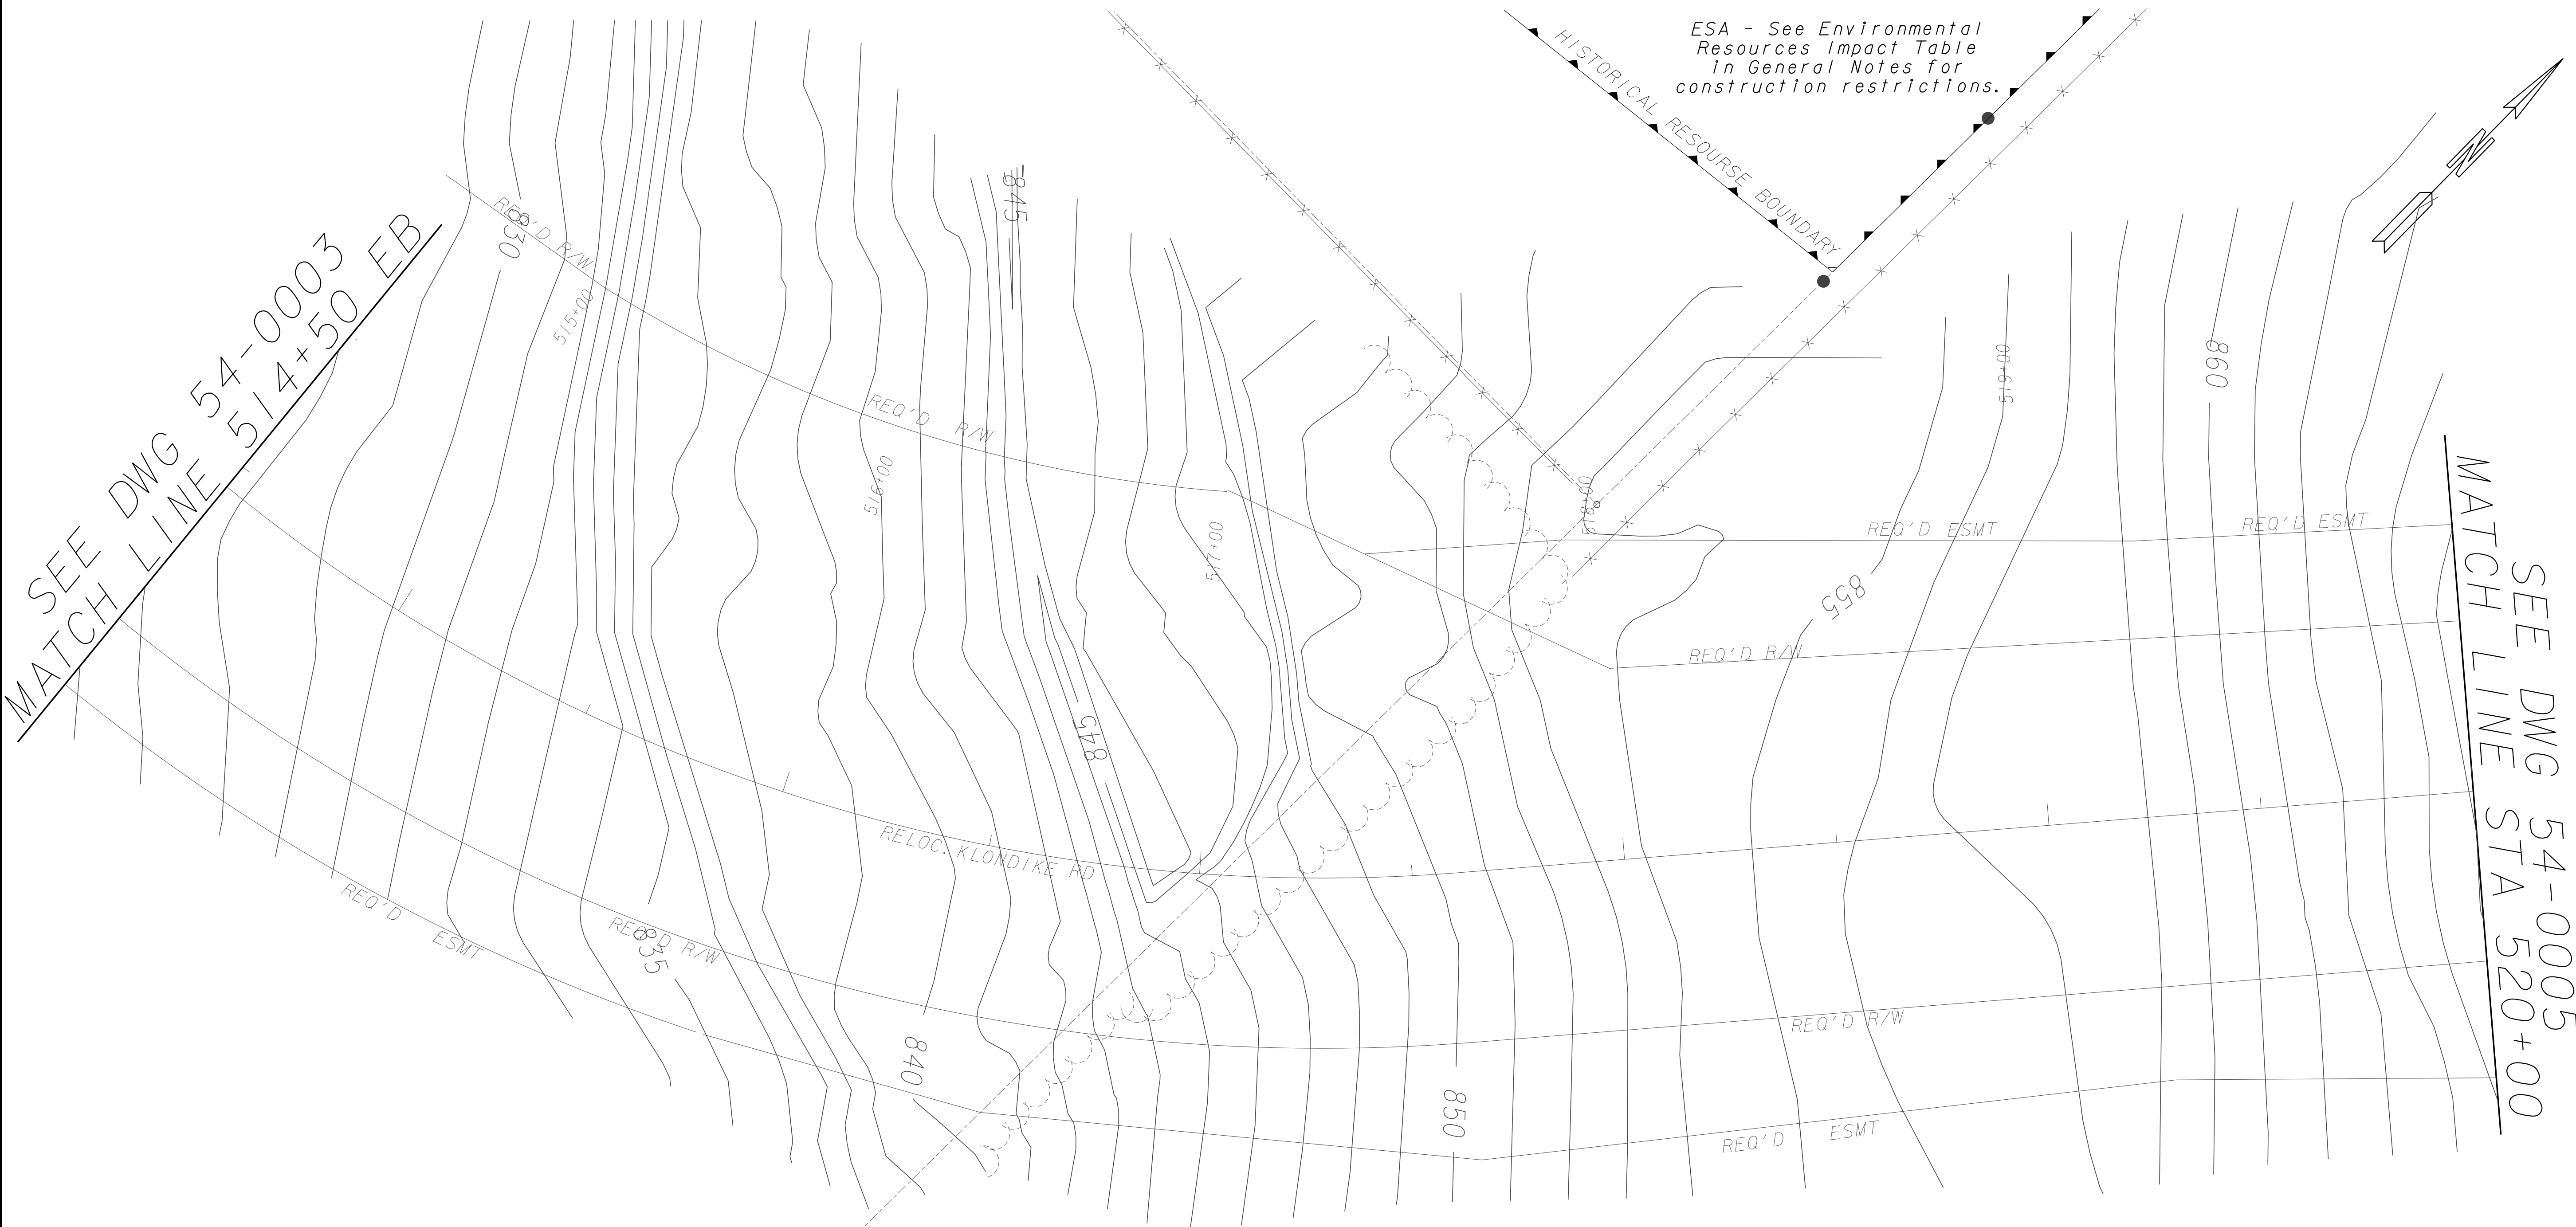 ESA - See Environmental
Resources Impact Table
in General Notes for
construction restrictions.
HISTORICAL RESOURSE BOUNDARY
N
SEE DWG 54-0003
MATCH LINE 514+50 EB
REQ'D R/W
830
515+00
845
REQ'D R/W
516+00
517+00
518+00
519+00
860
REQ'D ESMT
REQ'D ESMT
855
REQ'D R/W
845
RELOC. KLONDIKE RD
REQ'D ESMT
REQ'D R/W
835
840
850
REQ'D R/W
REQ'D ESMT
SEE DWG 54-0005
MATCH LINE STA 520+00